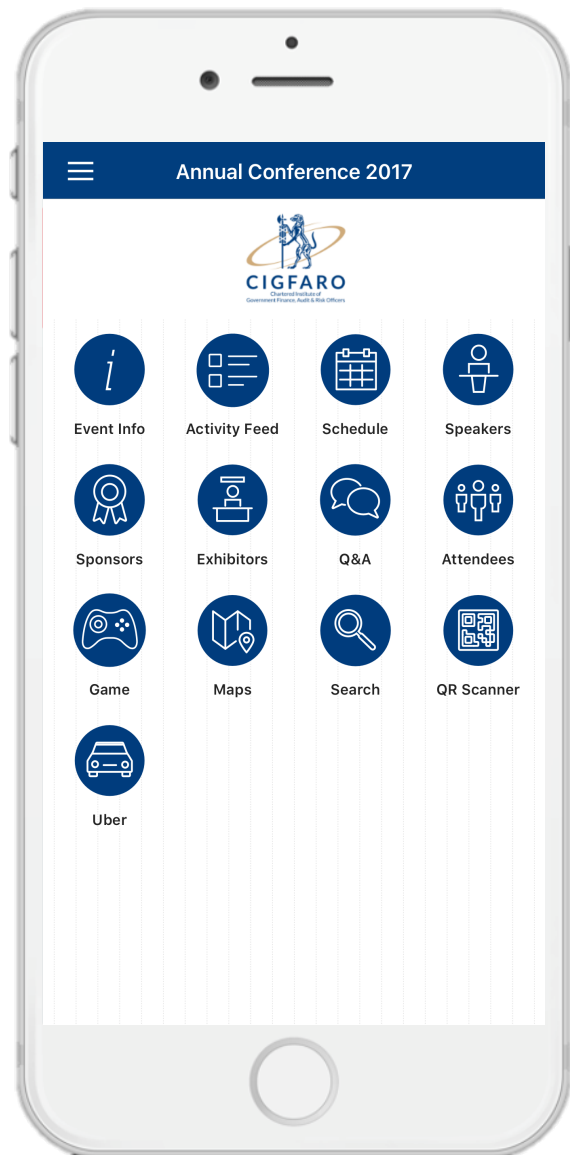 Annual Conference 2017
CIGFARO
Chartered Institute of
Government Finance, Audit & Risk Officers
i
Event Info
Activity Feed
Schedule
Speakers
Sponsors
Exhibitors
Q&A
Attendees
Game
Maps
Search
QR Scanner
Uber